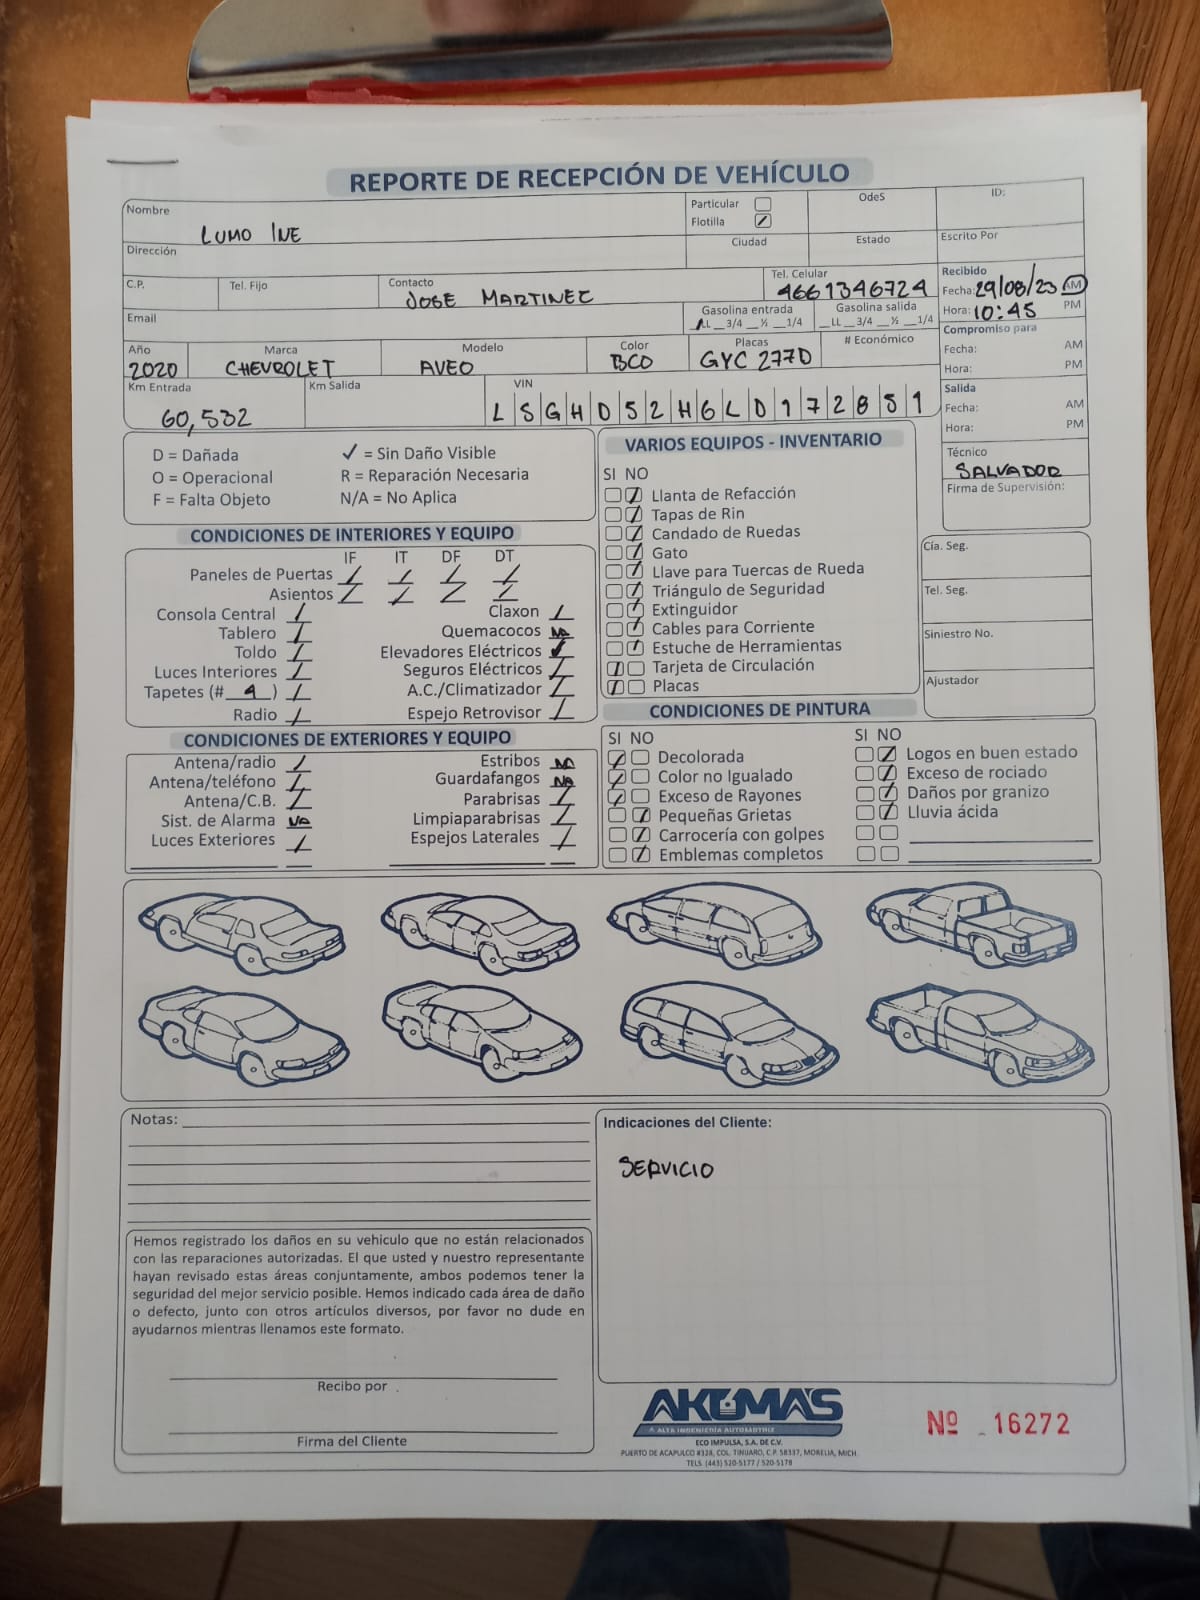 REPORTE DE RECEPCIÓN DE VEHÍCULO
Nombre LUMO INE
Particular
Flotilla ✓
OdeS
ID:
Dirección
Ciudad
Estado
Escrito Por
C.P.
Tel. Fijo
Contacto JOSE MARTINEZ
Tel. Celular 4661346724
Recibido
Fecha: 29/08/23 AM
Hora: 10:45 PM
Email
Gasolina entrada
LL __3/4 __½ __1/4
Gasolina salida
__LL __3/4 __½ __1/4
Compromiso para
Fecha: AM
Hora: PM
Año 2020
Marca CHEVROLET
Modelo AVEO
Color BCO
Placas GYC 277D
# Económico
Km Entrada 60,532
Km Salida
VIN LSGHD52H6LD172851
Salida
Fecha: AM
Hora: PM
Técnico
SALVADOR
Firma de Supervisión:
D = Dañada
✓ = Sin Daño Visible
O = Operacional
R = Reparación Necesaria
F = Falta Objeto
N/A = No Aplica
VARIOS EQUIPOS - INVENTARIO
SI NO
Llanta de Refacción
Tapas de Rin
Candado de Ruedas
Gato
Llave para Tuercas de Rueda
Triángulo de Seguridad
Extinguidor
Cables para Corriente
Estuche de Herramientas
Tarjeta de Circulación
Placas
Cía. Seg.
Tel. Seg.
Siniestro No.
Ajustador
CONDICIONES DE INTERIORES Y EQUIPO
IF IT DF DT
Paneles de Puertas
Asientos
Consola Central
Claxon
Tablero
Quemacocos NA
Toldo
Elevadores Eléctricos
Luces Interiores
Seguros Eléctricos
Tapetes (# 4 )
A.C./Climatizador
Radio
Espejo Retrovisor
CONDICIONES DE EXTERIORES Y EQUIPO
Antena/radio
Estribos NA
Antena/teléfono
Guardafangos NA
Antena/C.B.
Parabrisas
Sist. de Alarma NA
Limpiaparabrisas
Luces Exteriores
Espejos Laterales
CONDICIONES DE PINTURA
SI NO
SI NO
Decolorada
Logos en buen estado
Color no Igualado
Exceso de rociado
Exceso de Rayones
Daños por granizo
Pequeñas Grietas
Lluvia ácida
Carrocería con golpes
Emblemas completos
Notas:
Indicaciones del Cliente:
SERVICIO
Hemos registrado los daños en su vehiculo que no están relacionados
con las reparaciones autorizadas. El que usted y nuestro representante
hayan revisado estas áreas conjuntamente, ambos podemos tener la
seguridad del mejor servicio posible. Hemos indicado cada área de daño
o defecto, junto con otros artículos diversos, por favor no dude en
ayudarnos mientras llenamos este formato.
Recibo por
Firma del Cliente
AKUMA'S
ALTA INGENIERÍA AUTOMOTRIZ
ECO IMPULSA, S.A. DE C.V.
PUERTO DE ACAPULCO #328, COL. TINIJARO, C.P. 58337, MORELIA, MICH.
TELS. (443) 520-5177 / 520-5178
Nº 16272